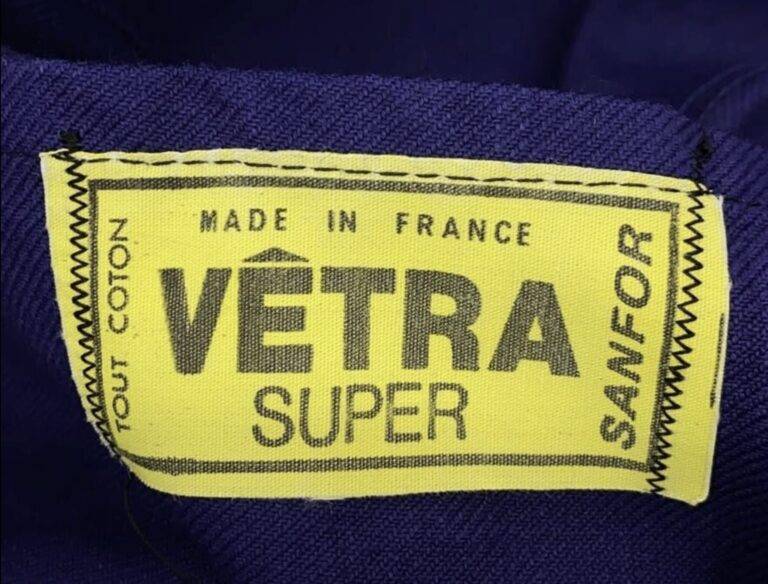 MADE IN FRANCE
VÊTRA
SUPER
TOUT COTON
SANFOR